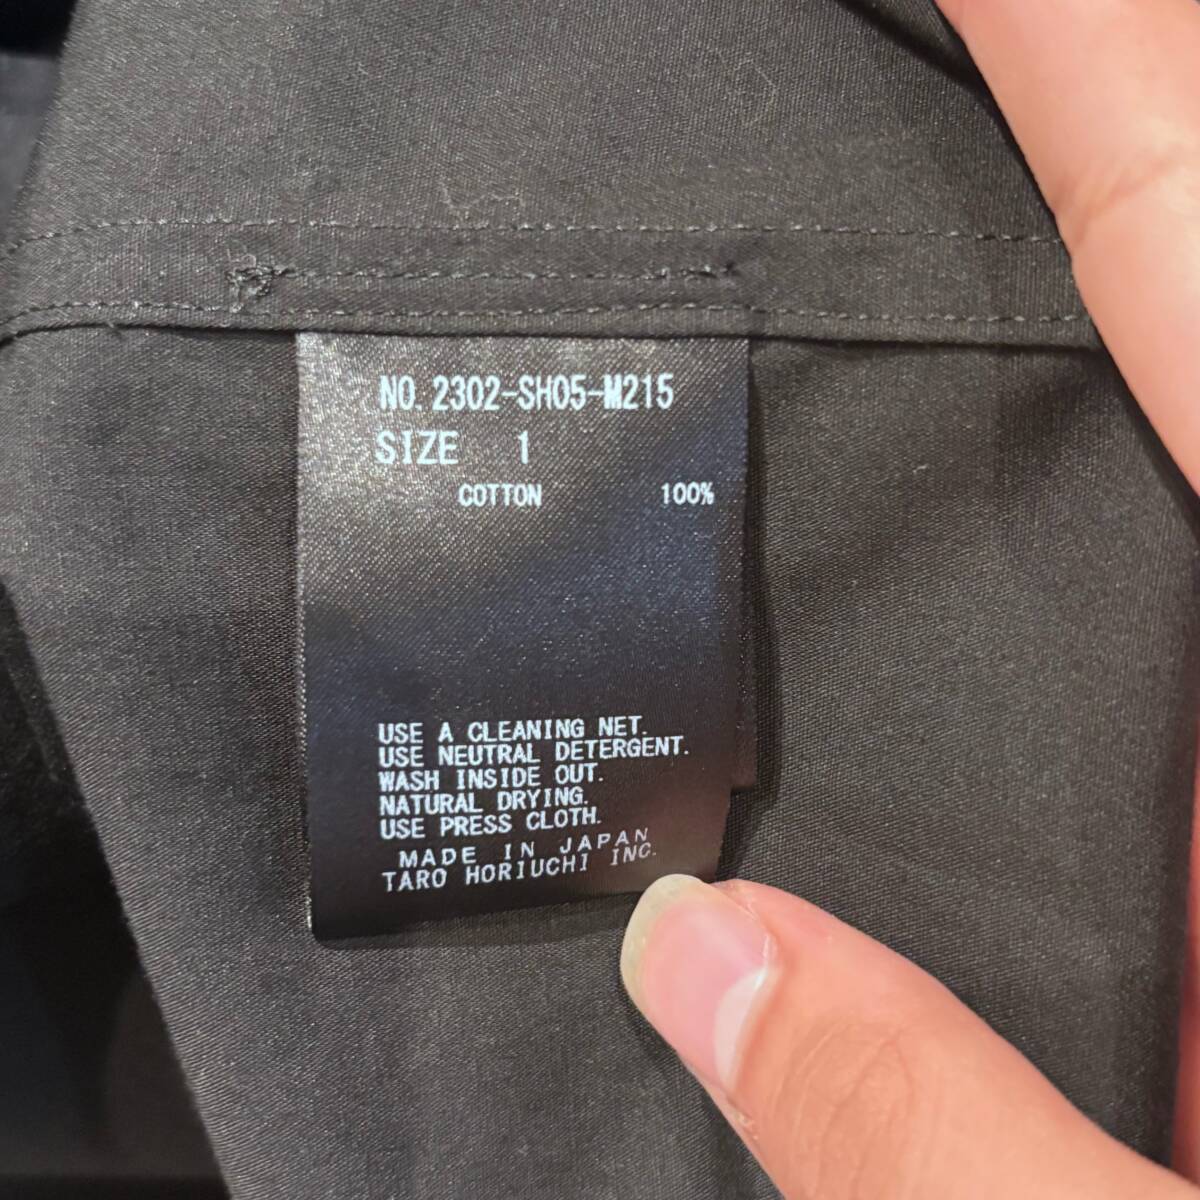 NO. 2302-SH05-M215
SIZE 1
COTTON 100%
USE A CLEANING NET.
USE NEUTRAL DETERGENT.
WASH INSIDE OUT.
NATURAL DRYING.
USE PRESS CLOTH.
MADE IN JAPAN
TARO HORIUCHI INC.